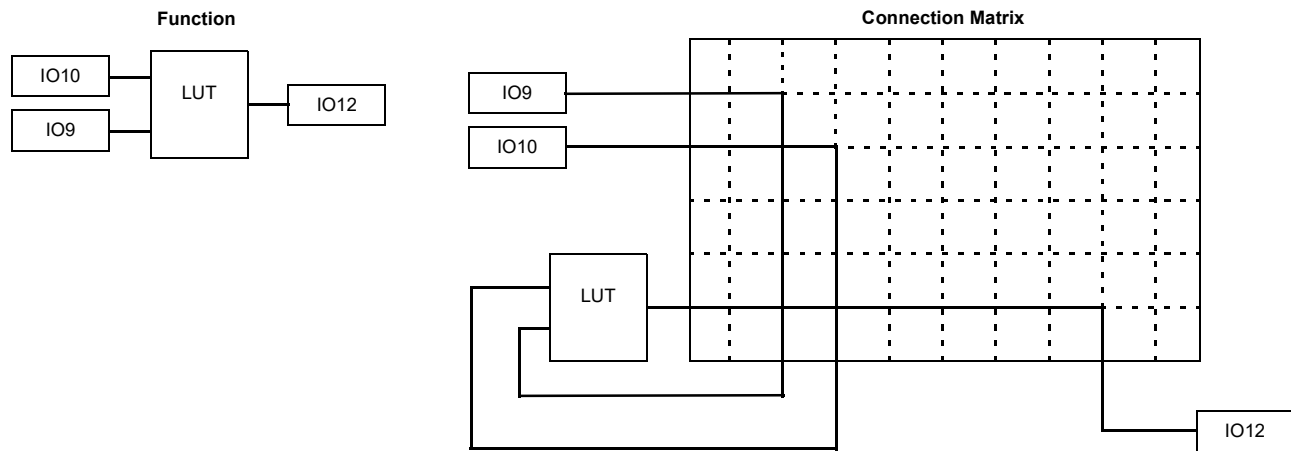 Function
IO10
IO9
LUT
IO12
Connection Matrix
IO9
IO10
LUT
IO12